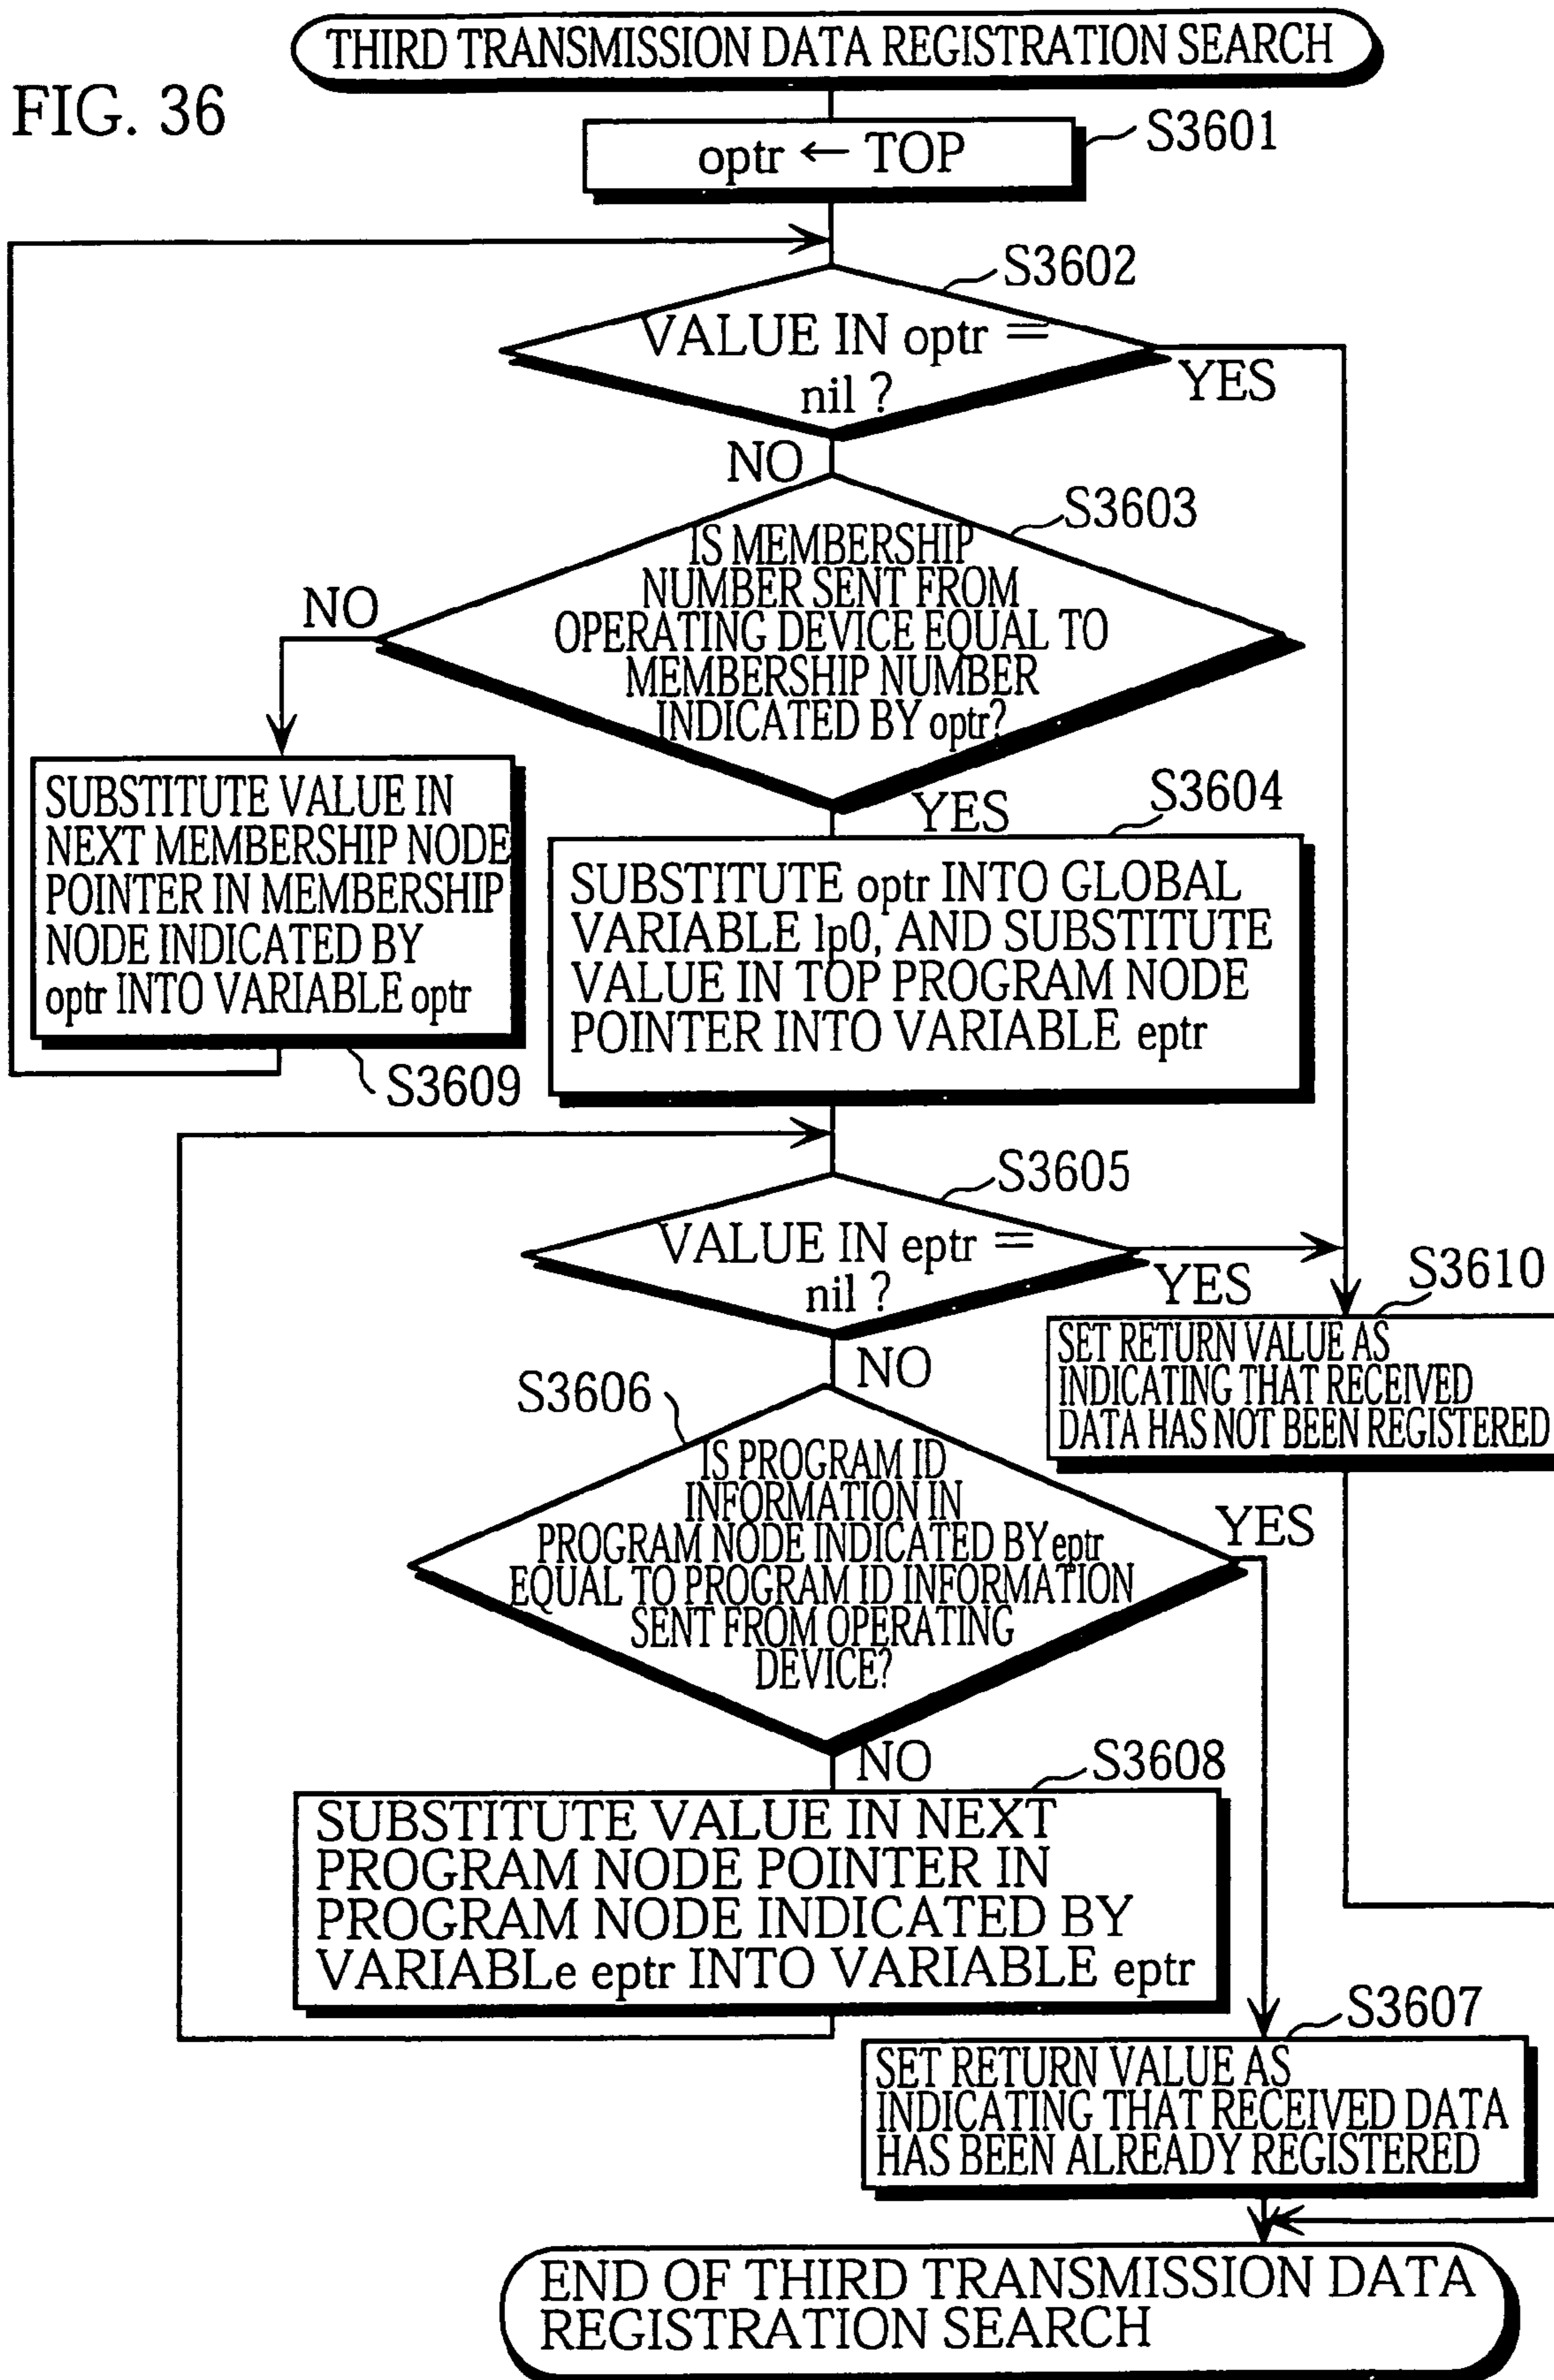 THIRD TRANSMISSION DATA REGISTRATION SEARCH
FIG. 36
optr ← TOP
S3601
S3602
VALUE IN optr =
nil ?
YES
NO
S3603
IS MEMBERSHIP
NUMBER SENT FROM
OPERATING DEVICE EQUAL TO
MEMBERSHIP NUMBER
INDICATED BY optr?
NO
YES
SUBSTITUTE VALUE IN
NEXT MEMBERSHIP NODE
POINTER IN MEMBERSHIP
NODE INDICATED BY
optr INTO VARIABLE optr
S3609
S3604
SUBSTITUTE optr INTO GLOBAL
VARIABLE lp0, AND SUBSTITUTE
VALUE IN TOP PROGRAM NODE
POINTER INTO VARIABLE eptr
S3605
VALUE IN eptr =
nil ?
YES
NO
S3610
SET RETURN VALUE AS
INDICATING THAT RECEIVED
DATA HAS NOT BEEN REGISTERED
S3606
IS PROGRAM ID
INFORMATION IN
PROGRAM NODE INDICATED BY eptr
EQUAL TO PROGRAM ID INFORMATION
SENT FROM OPERATING
DEVICE?
YES
NO
S3608
SUBSTITUTE VALUE IN NEXT
PROGRAM NODE POINTER IN
PROGRAM NODE INDICATED BY
VARIABLe eptr INTO VARIABLE eptr
S3607
SET RETURN VALUE AS
INDICATING THAT RECEIVED DATA
HAS BEEN ALREADY REGISTERED
END OF THIRD TRANSMISSION DATA
REGISTRATION SEARCH